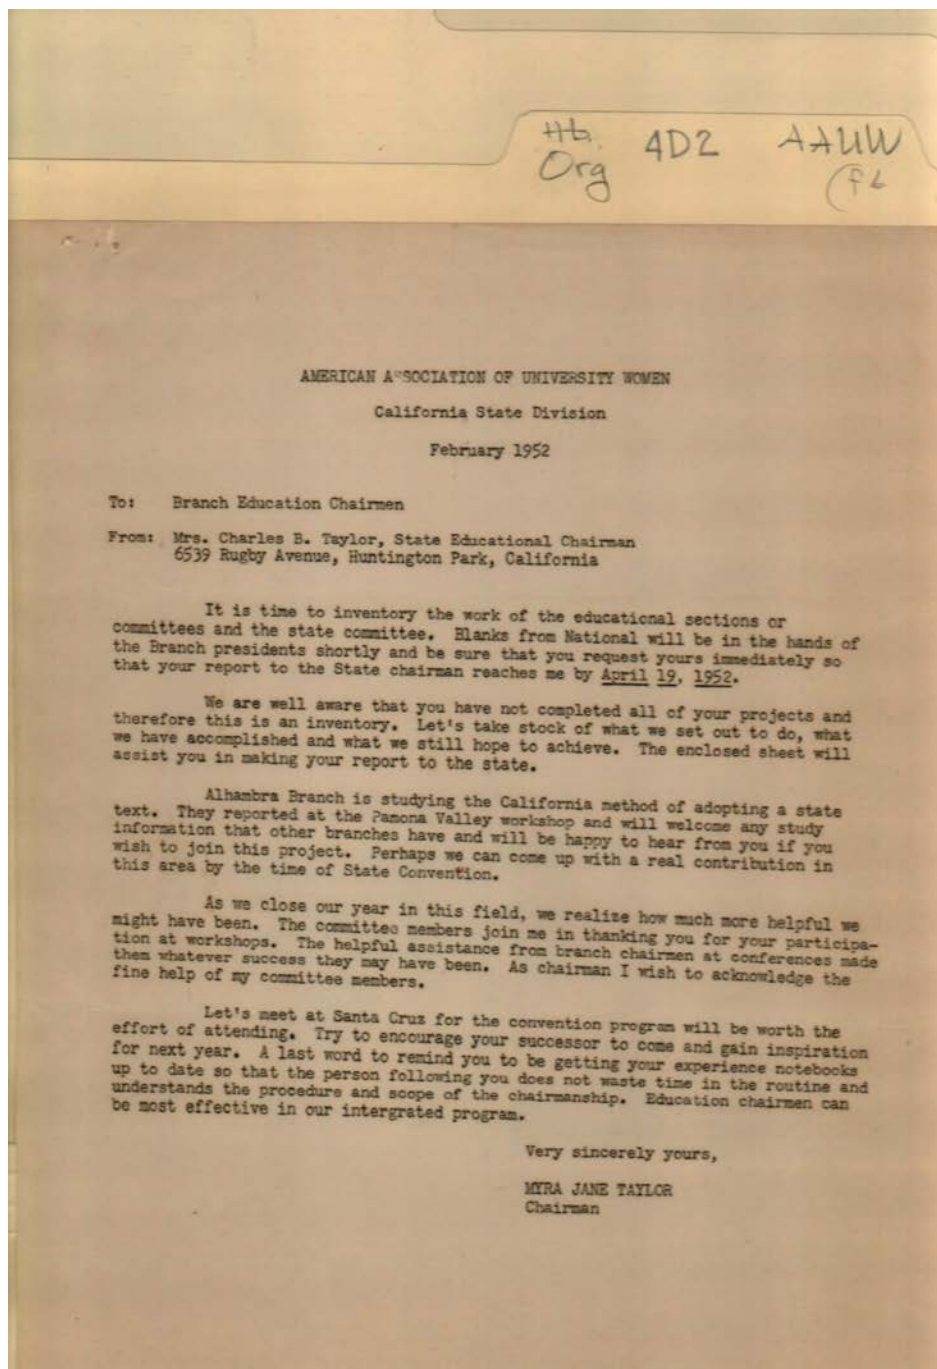 Hb. 4D2 AAUW
Org (f6
AMERICAN ASSOCIATION OF UNIVERSITY WOMEN
California State Division
February 1952
To: Branch Education Chairmen
From: Mrs. Charles B. Taylor, State Educational Chairman
6539 Rugby Avenue, Huntington Park, California
It is time to inventory the work of the educational sections or
committees and the state committee. Blanks from National will be in the hands of
the Branch presidents shortly and be sure that you request yours immediately so
that your report to the State chairman reaches me by April 19, 1952.
We are well aware that you have not completed all of your projects and
therefore this is an inventory. Let's take stock of what we set out to do, what
we have accomplished and what we still hope to achieve. The enclosed sheet will
assist you in making your report to the state.
Alhambra Branch is studying the California method of adopting a state
text. They reported at the Pamona Valley workshop and will welcome any study
information that other branches have and will be happy to hear from you if you
wish to join this project. Perhaps we can come up with a real contribution in
this area by the time of State Convention.
As we close our year in this field, we realize how much more helpful we
might have been. The committee members join me in thanking you for your participa-
tion at workshops. The helpful assistance from branch chairmen at conferences made
them whatever success they may have been. As chairman I wish to acknowledge the
fine help of my committee members.
Let's meet at Santa Cruz for the convention program will be worth the
effort of attending. Try to encourage your successor to come and gain inspiration
for next year. A last word to remind you to be getting your experience notebooks
up to date so that the person following you does not waste time in the routine and
understands the procedure and scope of the chairmanship. Education chairmen can
be most effective in our intergrated program.
Very sincerely yours,
MYRA JANE TAYLOR
Chairman